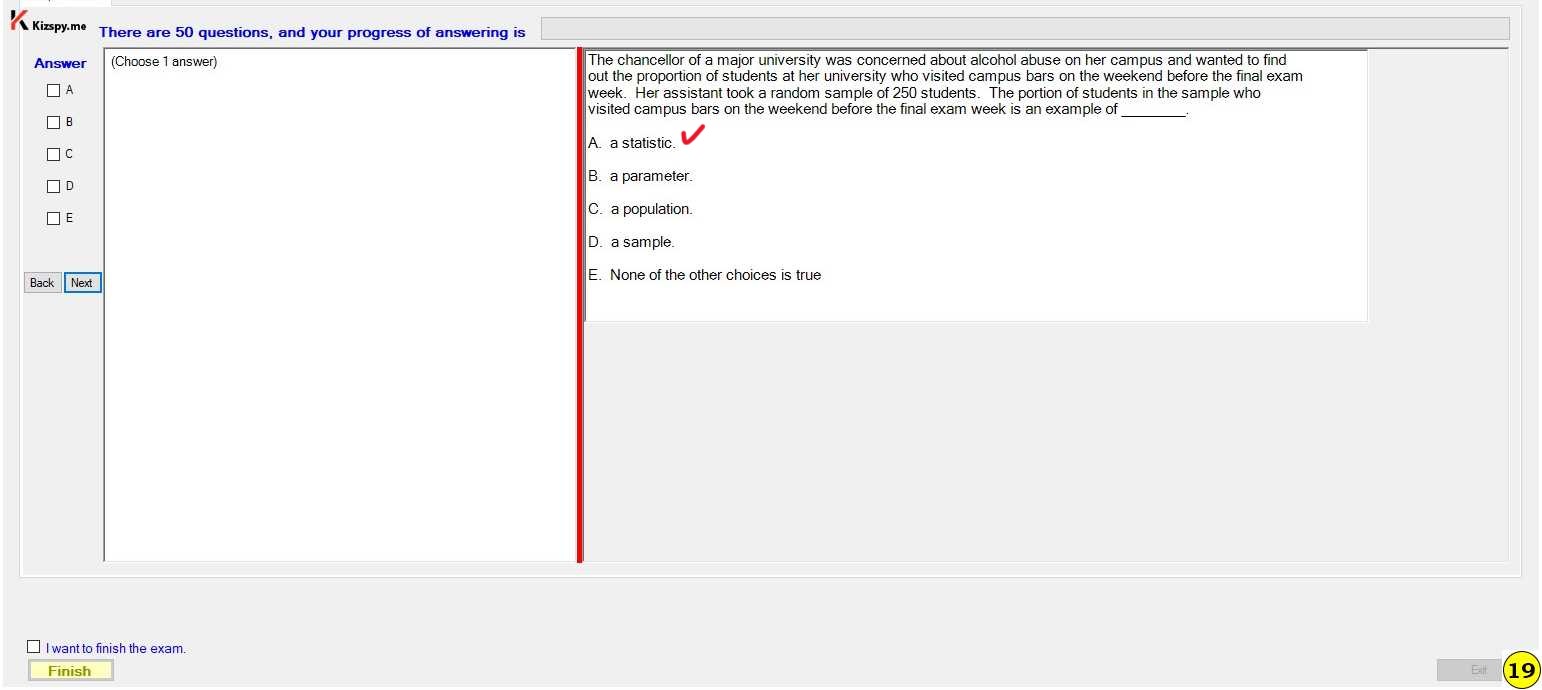 Kizspy.me
There are 50 questions, and your progress of answering is
Answer
(Choose 1 answer)
A
B
C
D
E
Back
Next
The chancellor of a major university was concerned about alcohol abuse on her campus and wanted to find
out the proportion of students at her university who visited campus bars on the weekend before the final exam
week. Her assistant took a random sample of 250 students. The portion of students in the sample who
visited campus bars on the weekend before the final exam week is an example of ________.
A. a statistic.
B. a parameter.
C. a population.
D. a sample.
E. None of the other choices is true
I want to finish the exam.
Finish
Exit
19